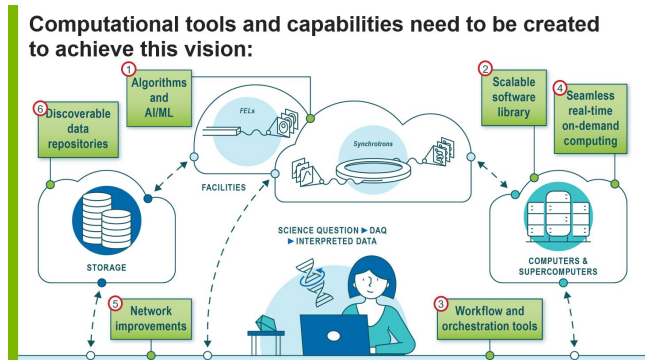 Computational tools and capabilities need to be created
to achieve this vision:
1
Algorithms
and
AI/ML
2
Scalable
software
library
4
Seamless
real-time
on-demand
computing
6
Discoverable
data
repositories
FELs
Synchrotrons
FACILITIES
SCIENCE QUESTION ▶ DAQ
▶ INTERPRETED DATA
STORAGE
COMPUTERS &
SUPERCOMPUTERS
5
Network
improvements
3
Workflow and
orchestration tools